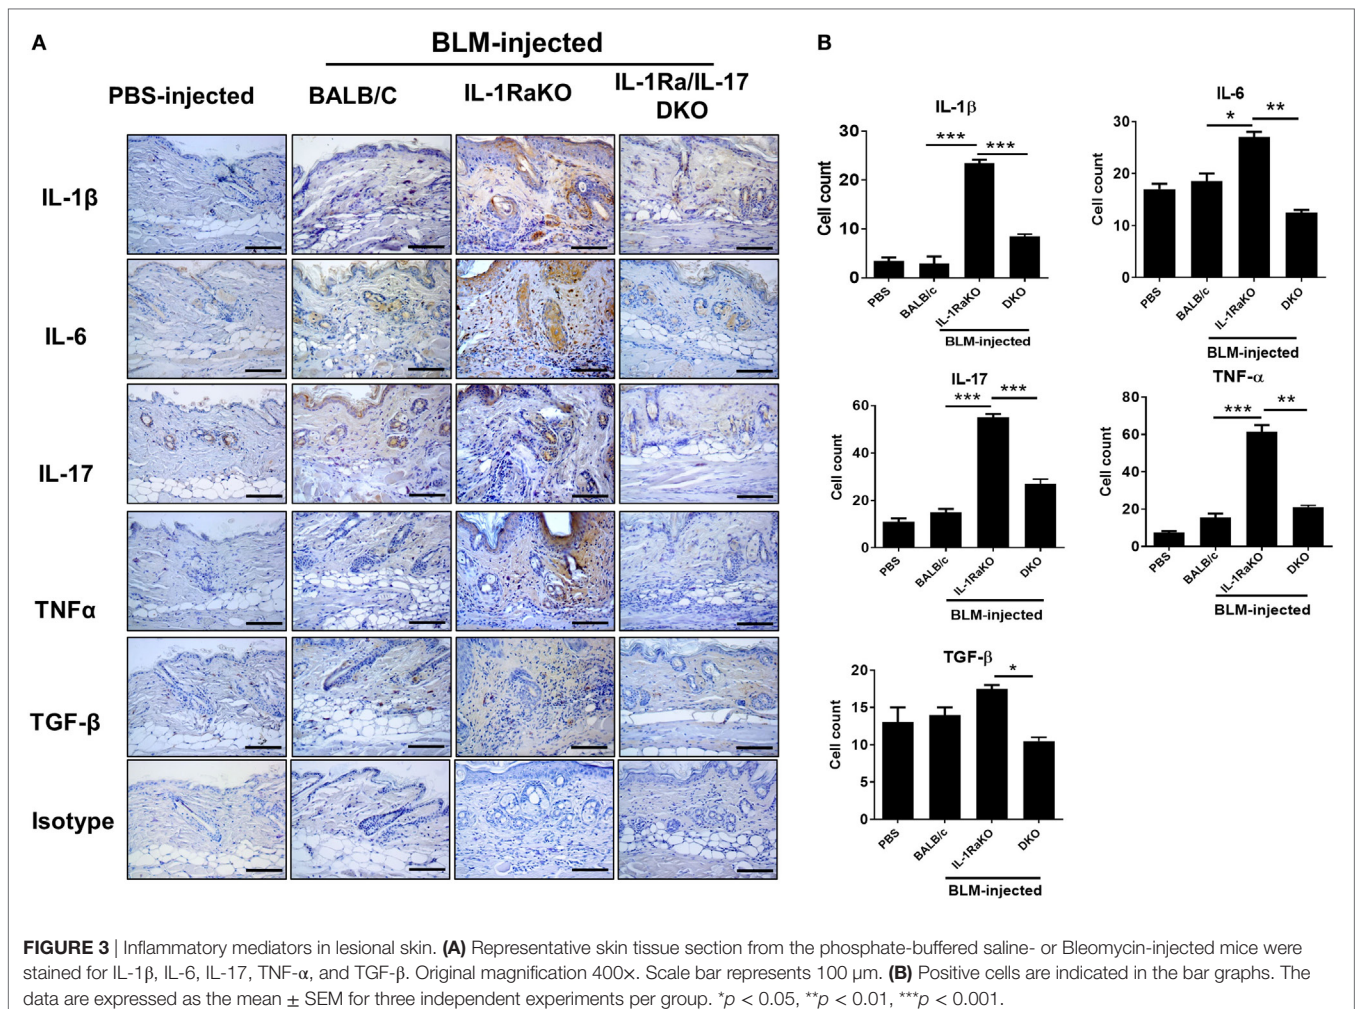 A
BLM-injected
PBS-injected
BALB/C
IL-1RaKO
IL-1Ra/IL-17
DKO
IL-1β
IL-6
IL-17
TNFα
TGF-β
Isotype
B
IL-1β
***
***
Cell count
30
20
10
0
PBS
BALB/c
IL-1RaKO
DKO
BLM-injected
IL-6
*
**
Cell count
30
20
10
0
PBS
BALB/c
IL-1RaKO
DKO
BLM-injected
IL-17
***
***
Cell count
60
40
20
0
PBS
BALB/c
IL-1RaKO
DKO
BLM-injected
TNF-α
***
**
Cell count
80
60
40
20
0
PBS
BALB/c
IL-1RaKO
DKO
BLM-injected
TGF-β
*
Cell count
20
15
10
5
0
PBS
BALB/c
IL-1RaKO
DKO
BLM-injected
FIGURE 3 | Inflammatory mediators in lesional skin. (A) Representative skin tissue section from the phosphate-buffered saline- or Bleomycin-injected mice were
stained for IL-1β, IL-6, IL-17, TNF-α, and TGF-β. Original magnification 400×. Scale bar represents 100 μm. (B) Positive cells are indicated in the bar graphs. The
data are expressed as the mean ± SEM for three independent experiments per group. *p < 0.05, **p < 0.01, ***p < 0.001.